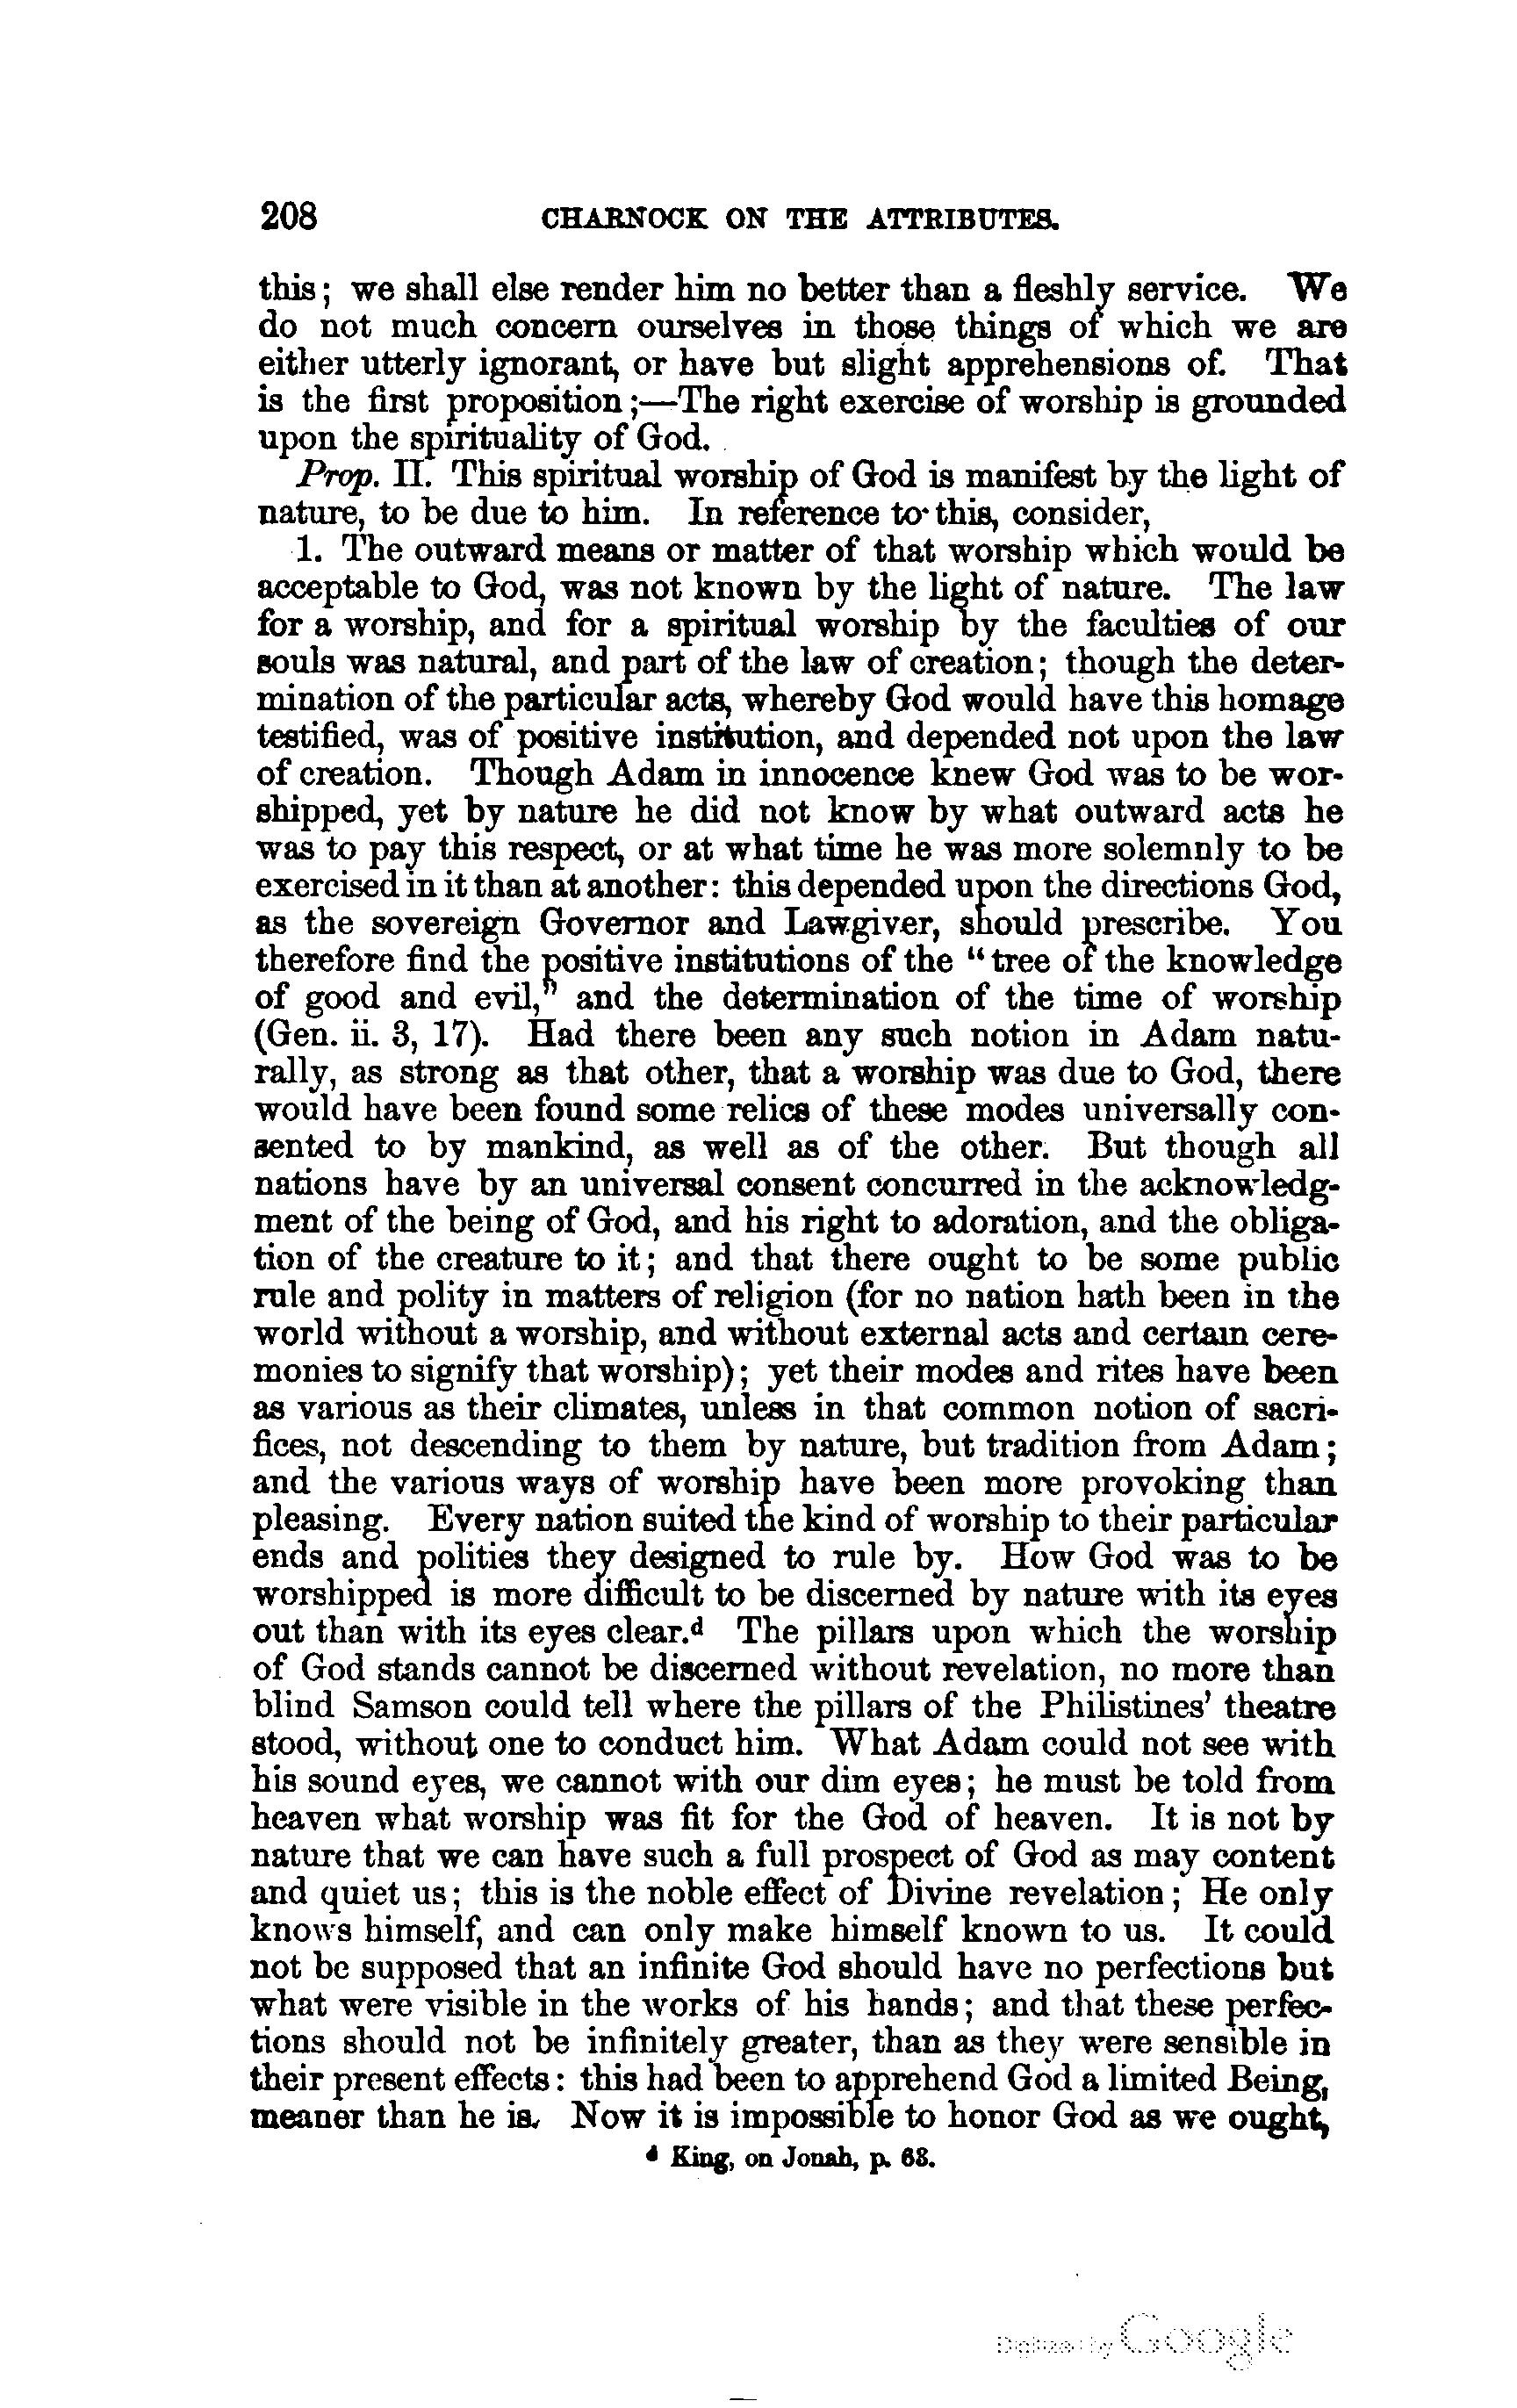 208 CHARNOCK ON THE ATTRIBUTES.
this; we shall else render him no better than a fleshly service. We
do not much concern ourselves in those things of which we are
either utterly ignorant, or have but slight apprehensions of. That
is the first proposition;—The right exercise of worship is grounded
upon the spirituality of God.
Prop. II. This spiritual worship of God is manifest by the light of
nature, to be due to him. In reference to this, consider,
1. The outward means or matter of that worship which would be
acceptable to God, was not known by the light of nature. The law
for a worship, and for a spiritual worship by the faculties of our
souls was natural, and part of the law of creation; though the deter-
mination of the particular acts, whereby God would have this homage
testified, was of positive institution, and depended not upon the law
of creation. Though Adam in innocence knew God was to be wor-
shipped, yet by nature he did not know by what outward acts he
was to pay this respect, or at what time he was more solemnly to be
exercised in it than at another: this depended upon the directions God,
as the sovereign Governor and Lawgiver, should prescribe. You
therefore find the positive institutions of the "tree of the knowledge
of good and evil," and the determination of the time of worship
(Gen. ii. 3, 17). Had there been any such notion in Adam natu-
rally, as strong as that other, that a worship was due to God, there
would have been found some relics of these modes universally con-
sented to by mankind, as well as of the other. But though all
nations have by an universal consent concurred in the acknowledg-
ment of the being of God, and his right to adoration, and the obliga-
tion of the creature to it; and that there ought to be some public
rule and polity in matters of religion (for no nation hath been in the
world without a worship, and without external acts and certain cere-
monies to signify that worship); yet their modes and rites have been
as various as their climates, unless in that common notion of sacri-
fices, not descending to them by nature, but tradition from Adam;
and the various ways of worship have been more provoking than
pleasing. Every nation suited the kind of worship to their particular
ends and polities they designed to rule by. How God was to be
worshipped is more difficult to be discerned by nature with its eyes
out than with its eyes clear.d The pillars upon which the worship
of God stands cannot be discerned without revelation, no more than
blind Samson could tell where the pillars of the Philistines' theatre
stood, without one to conduct him. What Adam could not see with
his sound eyes, we cannot with our dim eyes; he must be told from
heaven what worship was fit for the God of heaven. It is not by
nature that we can have such a full prospect of God as may content
and quiet us; this is the noble effect of Divine revelation; He only
knows himself, and can only make himself known to us. It could
not be supposed that an infinite God should have no perfections but
what were visible in the works of his hands; and that these perfec-
tions should not be infinitely greater, than as they were sensible in
their present effects: this had been to apprehend God a limited Being,
meaner than he is. Now it is impossible to honor God as we ought,
d King, on Jonah, p. 63.
Digitized by Google